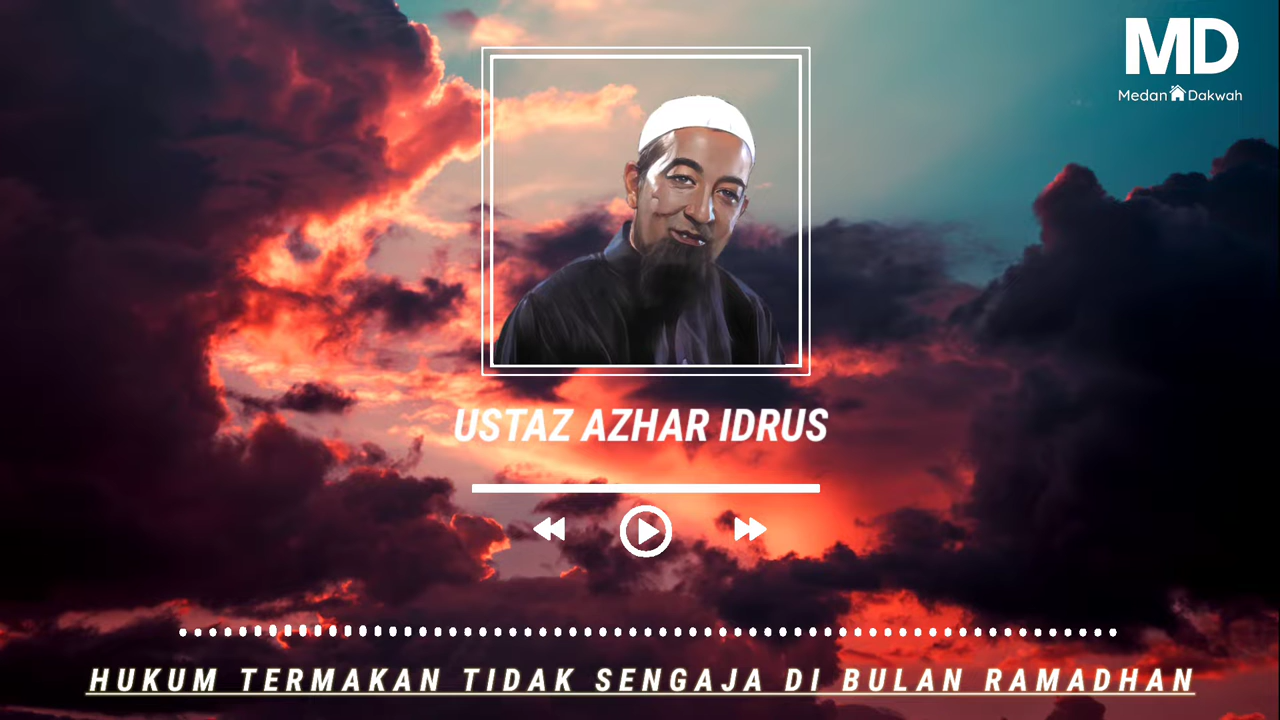 MD
Medan Dakwah
USTAZ AZHAR IDRUS
HUKUM TERMAKAN TIDAK SENGAJA DI BULAN RAMADHAN